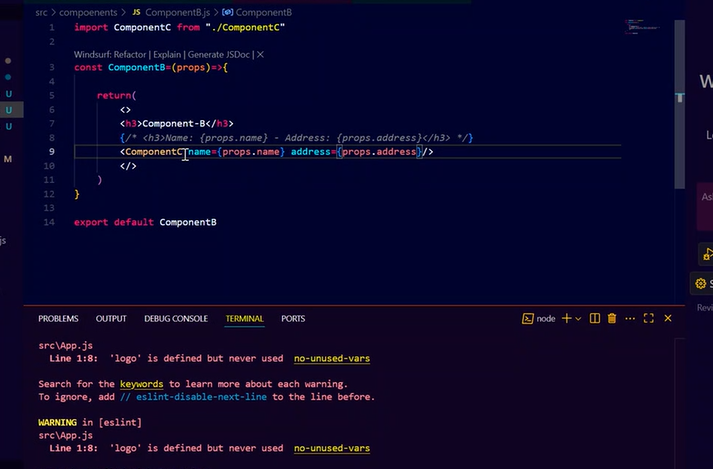 src > compoenents > JS ComponentB.js > ComponentB
1 import ComponentC from "./ComponentC"
2
Windsurf: Refactor | Explain | Generate JSDoc | ×
3 const ComponentB=(props)=>{
4
5 return(
6 <>
7 <h3>Component-B</h3>
8 {/* <h3>Name: {props.name} - Address: {props.address}</h3> */}
9 <ComponentC name={props.name} address={props.address}/>
10 </>
11 )
12 }
13
14 export default ComponentB
U
U
U
M
js
W
PROBLEMS OUTPUT DEBUG CONSOLE TERMINAL PORTS
node
src\App.js
Line 1:8: 'logo' is defined but never used no-unused-vars
Search for the keywords to learn more about each warning.
To ignore, add // eslint-disable-next-line to the line before.
WARNING in [eslint]
src\App.js
Line 1:8: 'logo' is defined but never used no-unused-vars